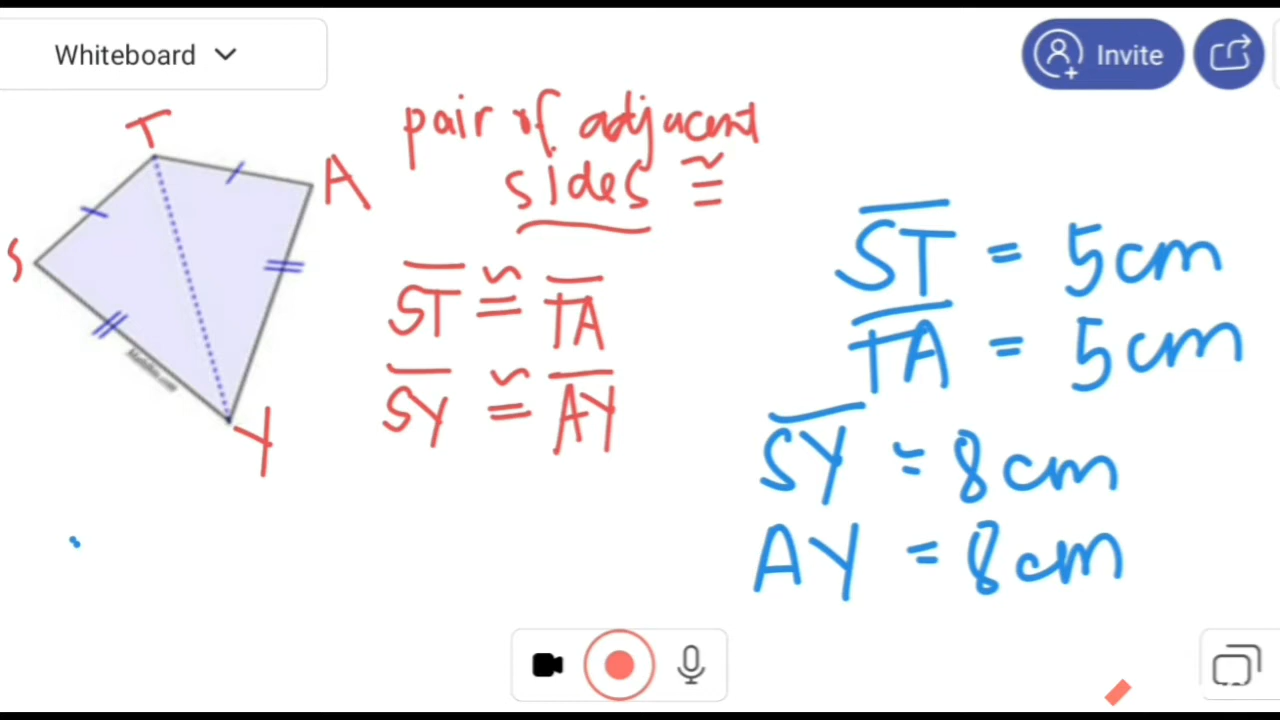 Whiteboard
Invite
T
A
S
Y
pair of adjacent
sides ≅
ST ≅ TA
SY ≅ AY
ST = 5cm
TA = 5cm
SY = 8cm
AY = 8cm